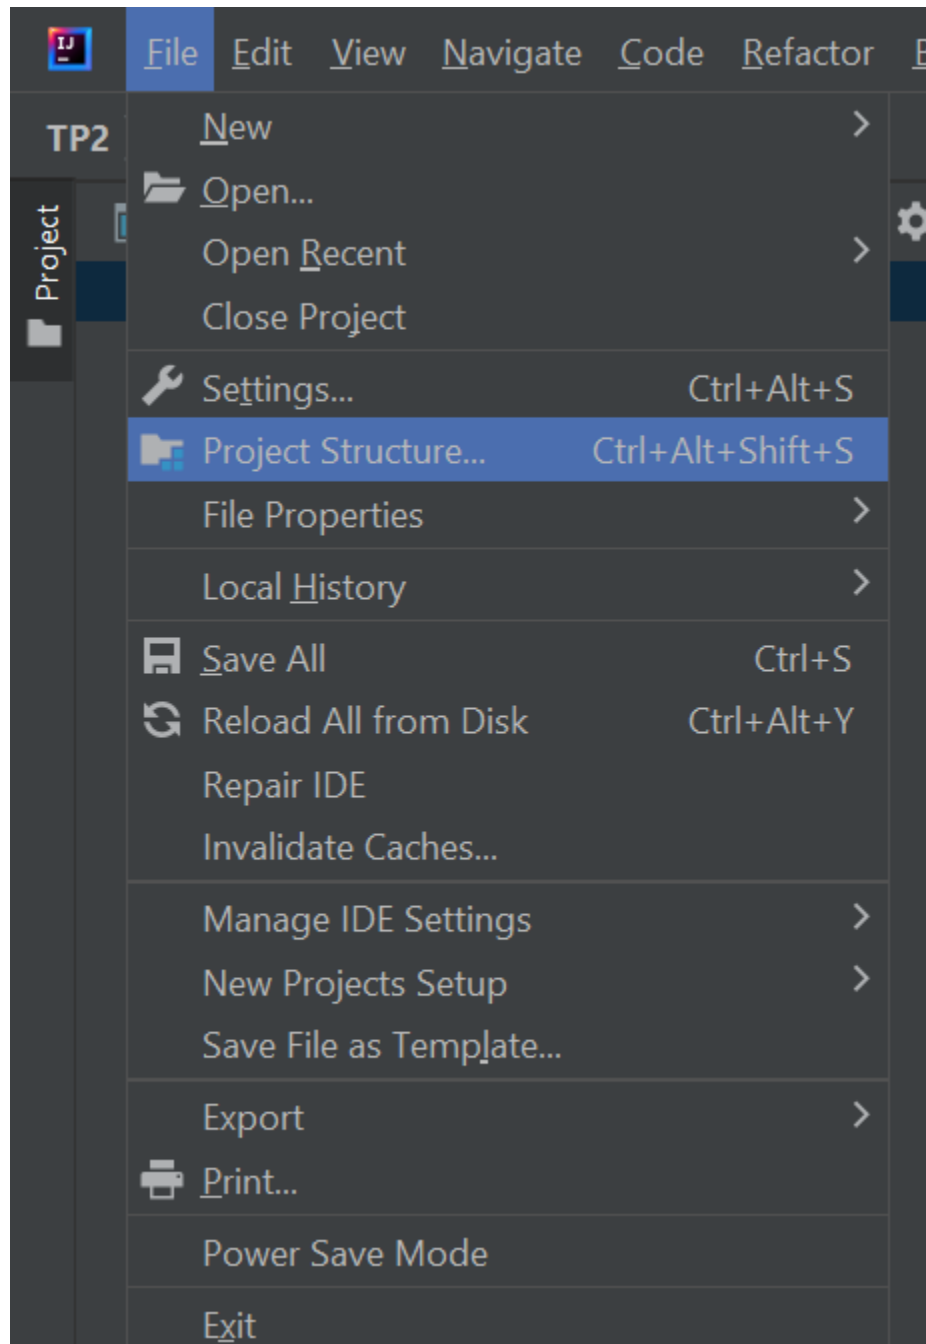 IJ
File Edit View Navigate Code Refactor
TP2
New
Project
Open...
Open Recent
Close Project
Settings... Ctrl+Alt+S
Project Structure... Ctrl+Alt+Shift+S
File Properties
Local History
Save All Ctrl+S
Reload All from Disk Ctrl+Alt+Y
Repair IDE
Invalidate Caches...
Manage IDE Settings
New Projects Setup
Save File as Template...
Export
Print...
Power Save Mode
Exit